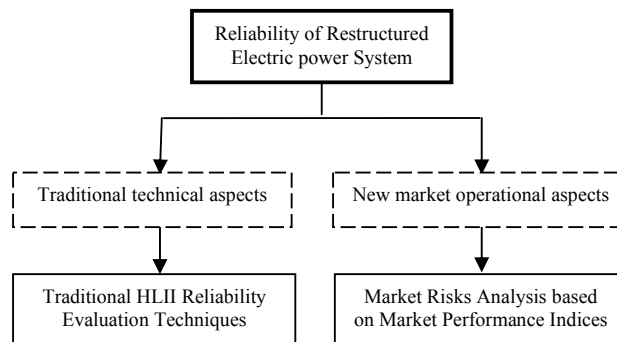 Reliability of Restructured
Electric power System
Traditional technical aspects
New market operational aspects
Traditional HLII Reliability
Evaluation Techniques
Market Risks Analysis based
on Market Performance Indices